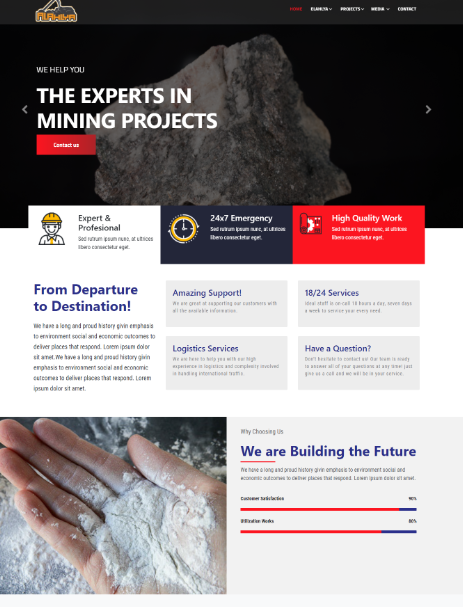 ELAHLYA
HOME ELAHLYA PROJECTS MEDIA CONTACT
WE HELP YOU
THE EXPERTS IN
MINING PROJECTS
Contact us
Expert &
Profesional
Sed rutrum ipsum nunc, at ultrices
libero consectetur eget.
24x7 Emergency
Sed rutrum ipsum nunc, at ultrices
libero consectetur eget.
High Quality Work
Sed rutrum ipsum nunc, at ultrices
libero consectetur eget.
From Departure
to Destination!
We have a long and proud history givin emphasis
to environment social and economic outcomes to
deliver places that respond. Lorem ipsum dolor
sit amet.We have a long and proud history givin
emphasis to environment social and economic
outcomes to deliver places that respond. Lorem
ipsum dolor sit amet.
Amazing Support!
We are great at supporting our customers with
all the available information.
18/24 Services
Ideal staff is on call 18 hours a day, seven days
a week to service your every need.
Logistics Services
We are here to help you with our high
experience in logistics and complexity involved
in handling international traffic.
Have a Question?
Don't hesitate to contact us! Our team is ready
to answer all of your questions at any time! Just
give us a call and we will be in your service.
Why Choosing Us
We are Building the Future
We have a long and proud history givin emphasis to environment social and
economic outcomes to deliver places that respond. Lorem ipsum dolor sit amet.
Customer Satisfaction 90%
Utilization Works 80%